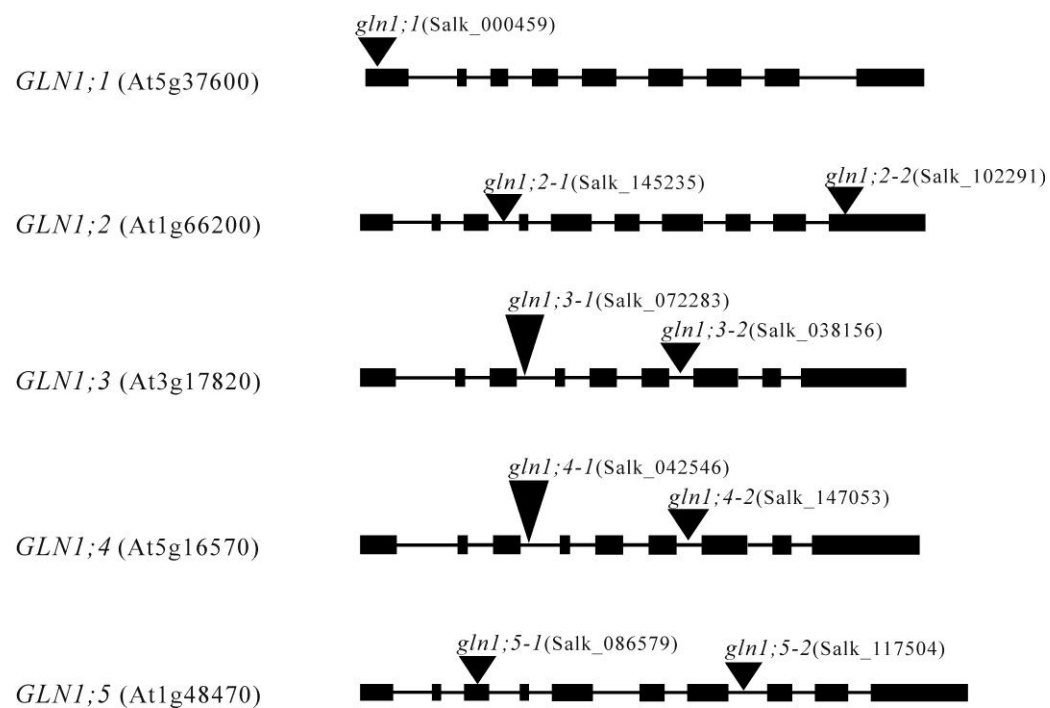 gln1;1(Salk_000459)
GLN1;1 (At5g37600)
gln1;2-1(Salk_145235)
gln1;2-2(Salk_102291)
GLN1;2 (At1g66200)
gln1;3-1(Salk_072283)
gln1;3-2(Salk_038156)
GLN1;3 (At3g17820)
gln1;4-1(Salk_042546)
gln1;4-2(Salk_147053)
GLN1;4 (At5g16570)
gln1;5-1(Salk_086579)
gln1;5-2(Salk_117504)
GLN1;5 (At1g48470)